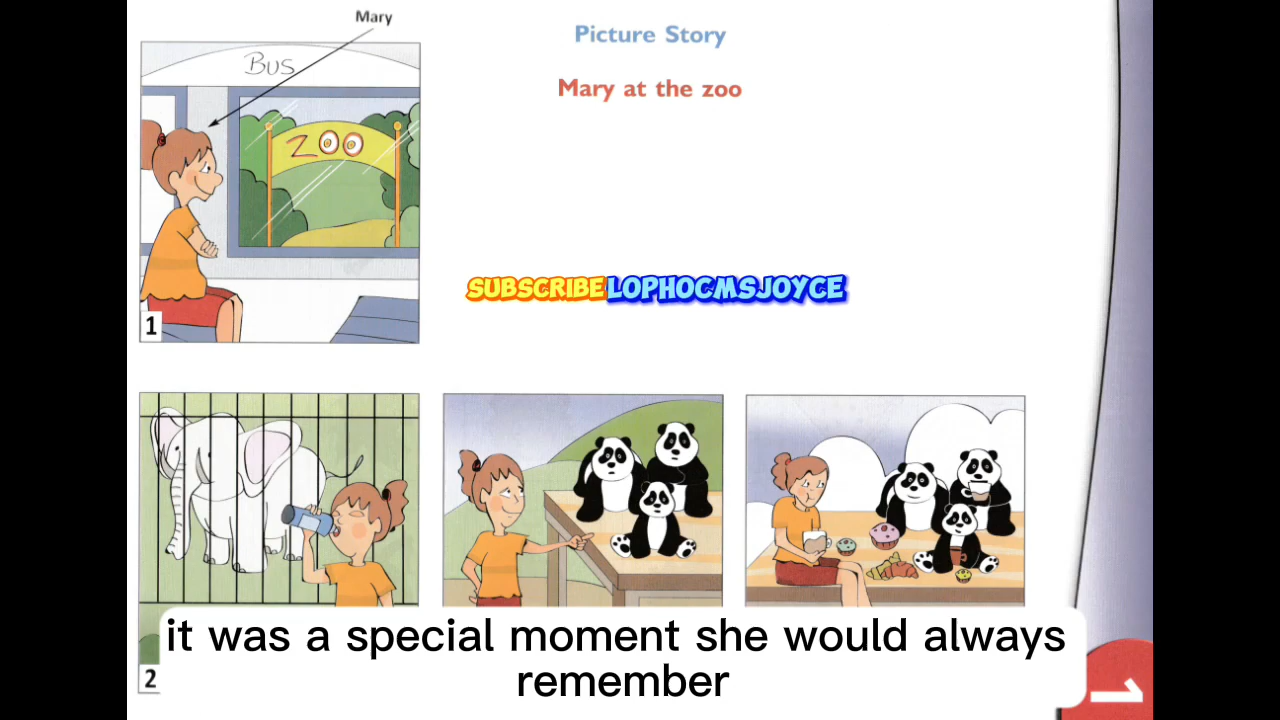 Mary
Picture Story
Mary at the zoo
BUS
ZOO
SUBSCRIBE LOPHOCMSJOYCE
1
2
it was a special moment she would always
remember
1